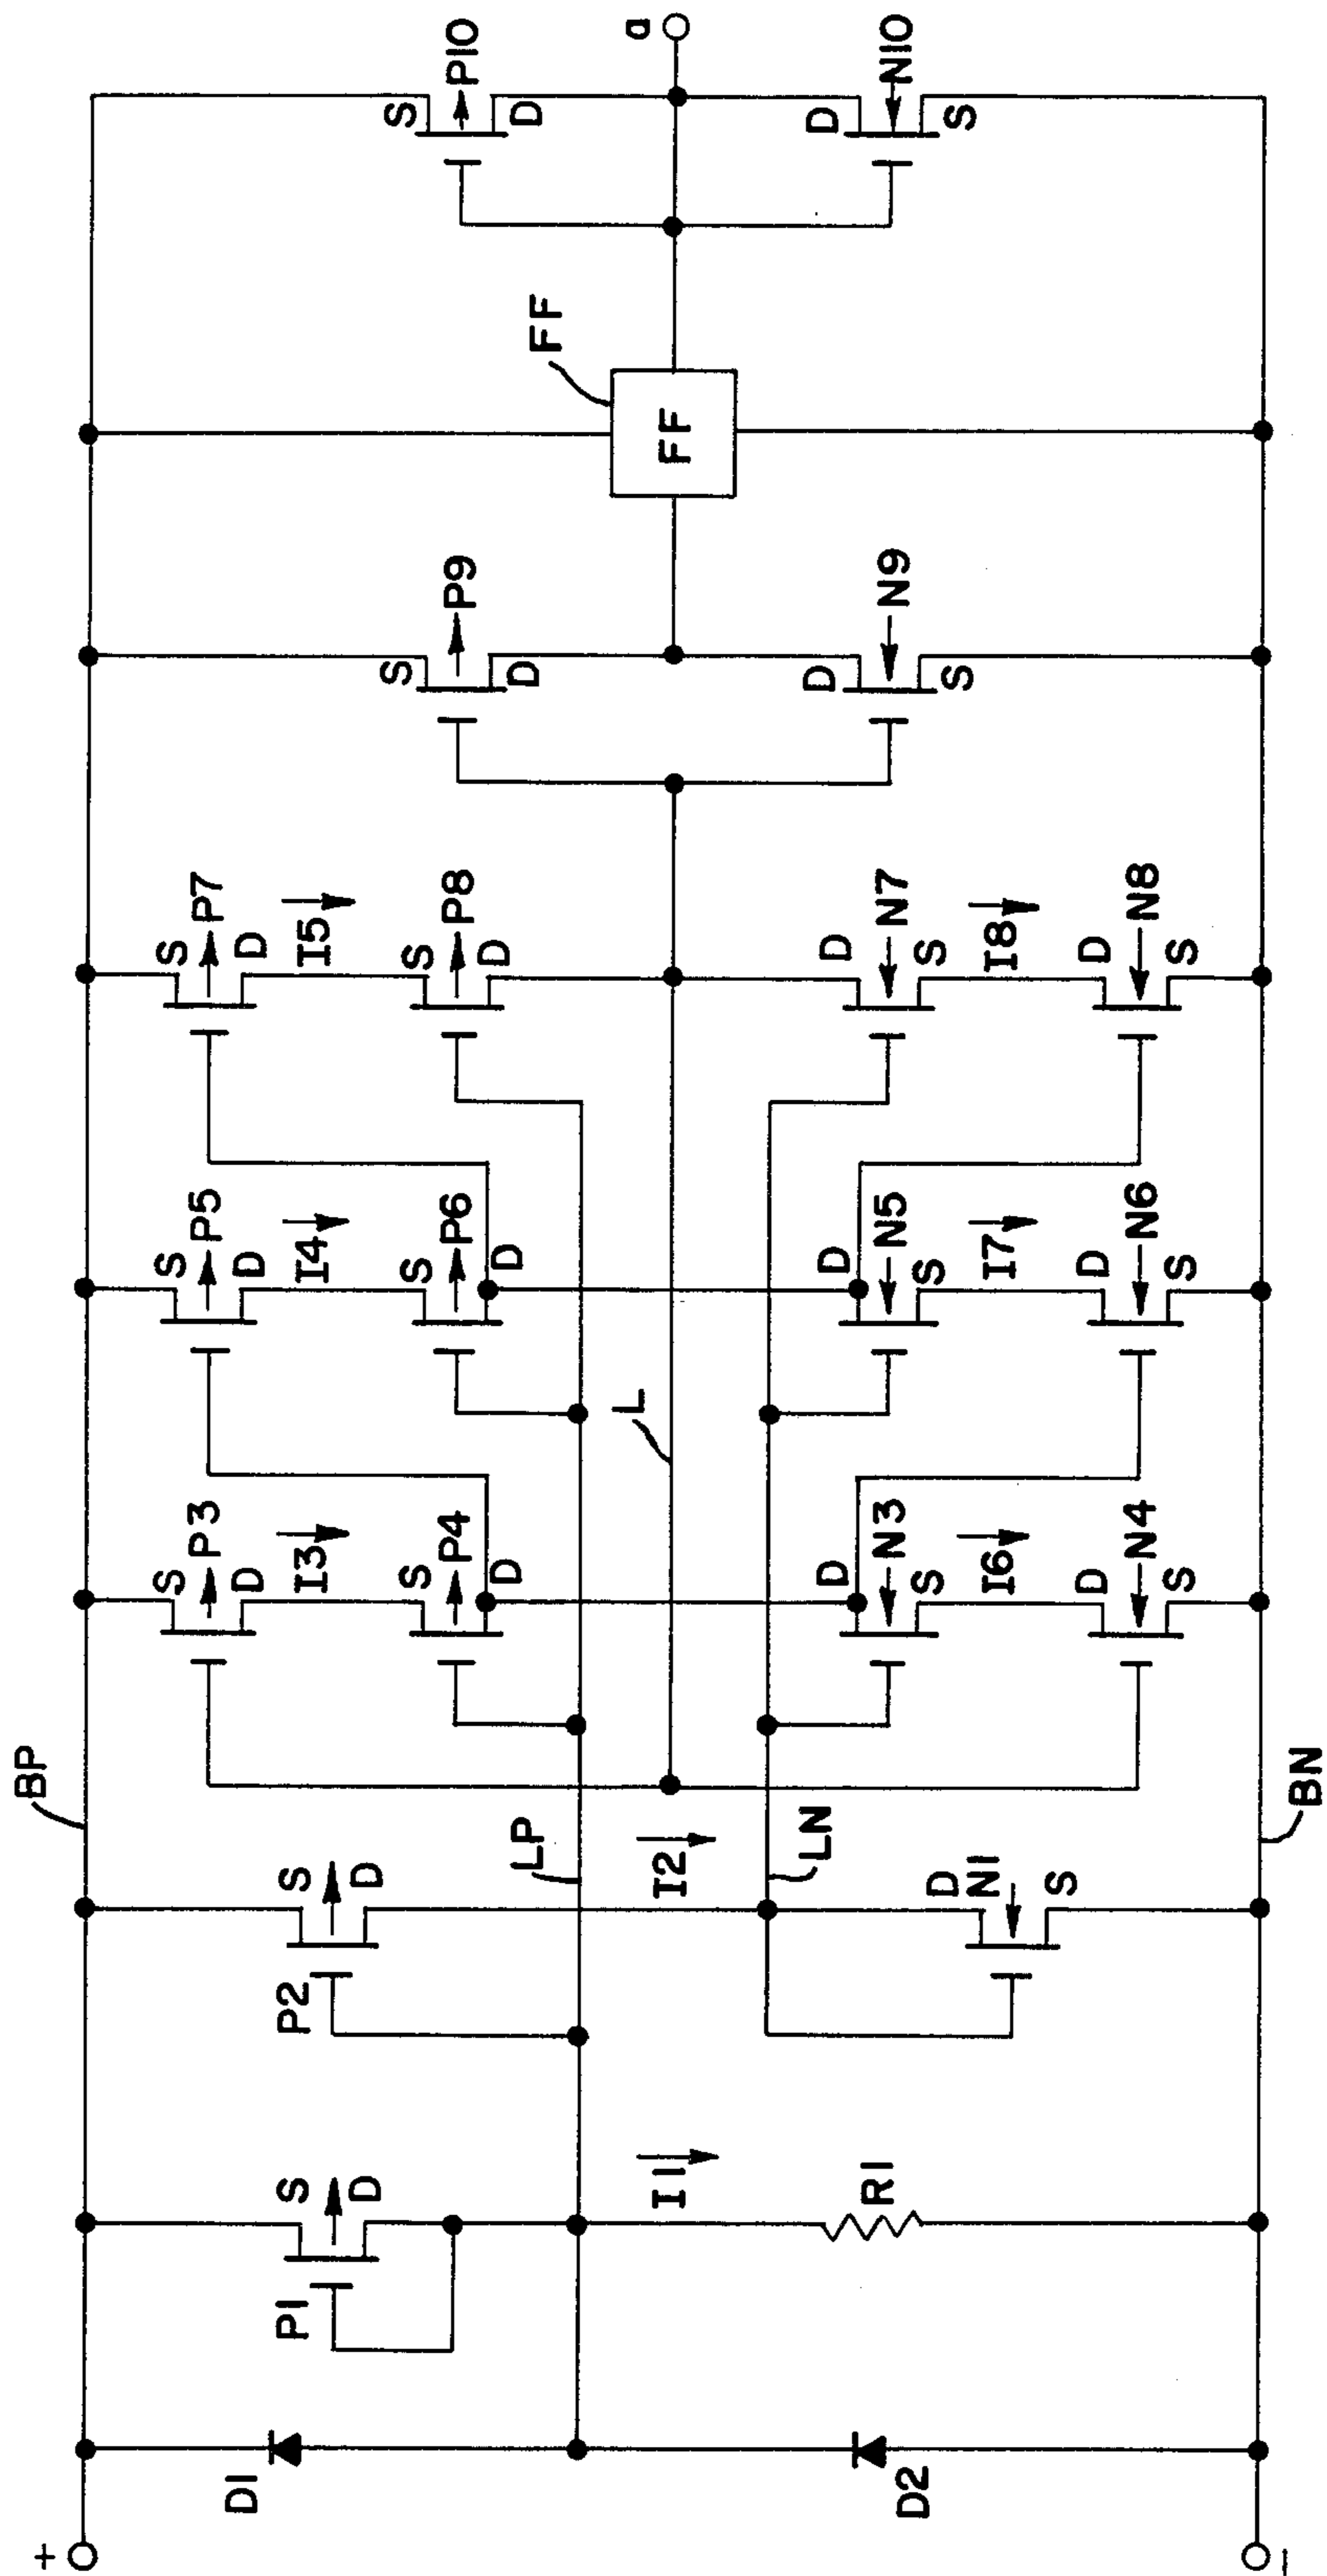 BP
+
S S S
P3 P5 P7
D1 D D D
P1 S P2 S
I3 I4 I5
D D
S S S S S
P4 P6 P8 P9 P10
D D D D D
LP FF
L a
I1 I2 FF
LN
D D D D D
R1 N3 N5 N7 N9 N10
D2 D S S S S S
N1 I6 I7 I8
S
D D D
N4 N6 N8
S S S
−
BN